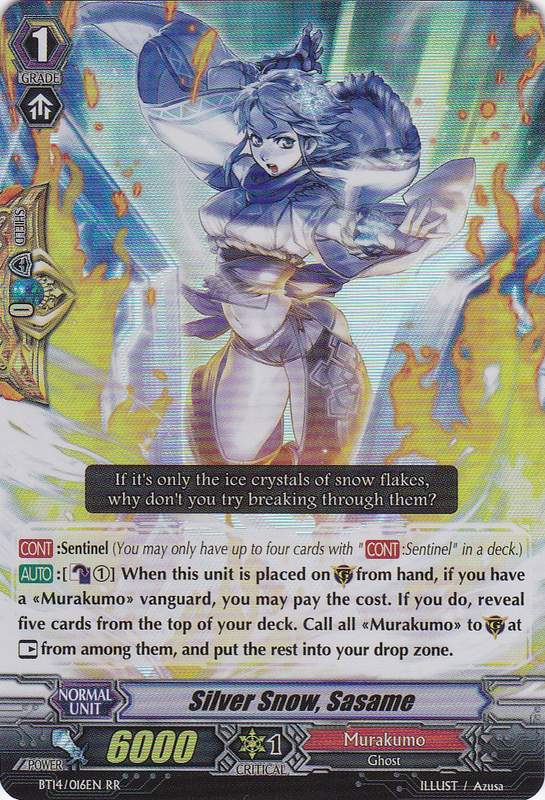 1
GRADE
SHIELD
0
If it's only the ice crystals of snow flakes,
why don't you try breaking through them?
CONT :Sentinel (You may only have up to four cards with "CONT :Sentinel" in a deck.)
AUTO :[①] When this unit is placed on G from hand, if you have
a «Murakumo» vanguard, you may pay the cost. If you do, reveal
five cards from the top of your deck. Call all «Murakumo» to G at
from among them, and put the rest into your drop zone.
NORMAL
UNIT
Silver Snow, Sasame
POWER
6000
1
CRITICAL
Murakumo
Ghost
BT14/016EN RR
ILLUST / Azusa